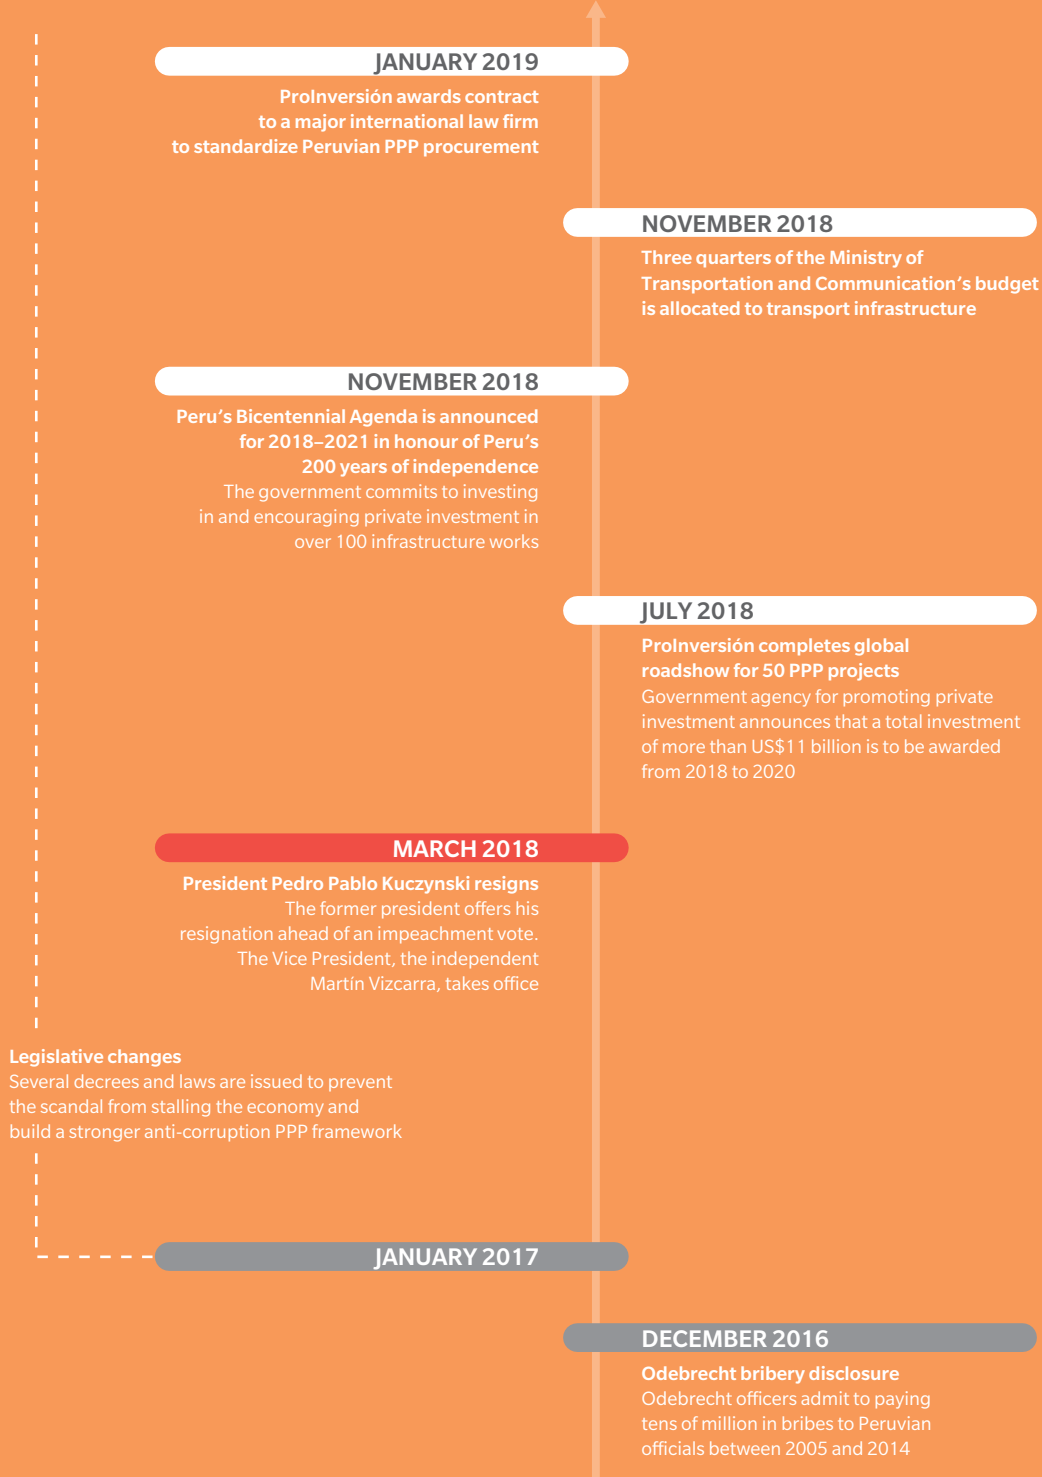 JANUARY 2019
ProInversión awards contract
to a major international law firm
to standardize Peruvian PPP procurement
NOVEMBER 2018
Three quarters of the Ministry of
Transportation and Communication's budget
is allocated to transport infrastructure
NOVEMBER 2018
Peru's Bicentennial Agenda is announced
for 2018–2021 in honour of Peru's
200 years of independence
The government commits to investing
in and encouraging private investment in
over 100 infrastructure works
JULY 2018
ProInversión completes global
roadshow for 50 PPP projects
Government agency for promoting private
investment announces that a total investment
of more than US$11 billion is to be awarded
from 2018 to 2020
MARCH 2018
President Pedro Pablo Kuczynski resigns
The former president offers his
resignation ahead of an impeachment vote.
The Vice President, the independent
Martín Vizcarra, takes office
Legislative changes
Several decrees and laws are issued to prevent
the scandal from stalling the economy and
build a stronger anti-corruption PPP framework
JANUARY 2017
DECEMBER 2016
Odebrecht bribery disclosure
Odebrecht officers admit to paying
tens of million in bribes to Peruvian
officials between 2005 and 2014